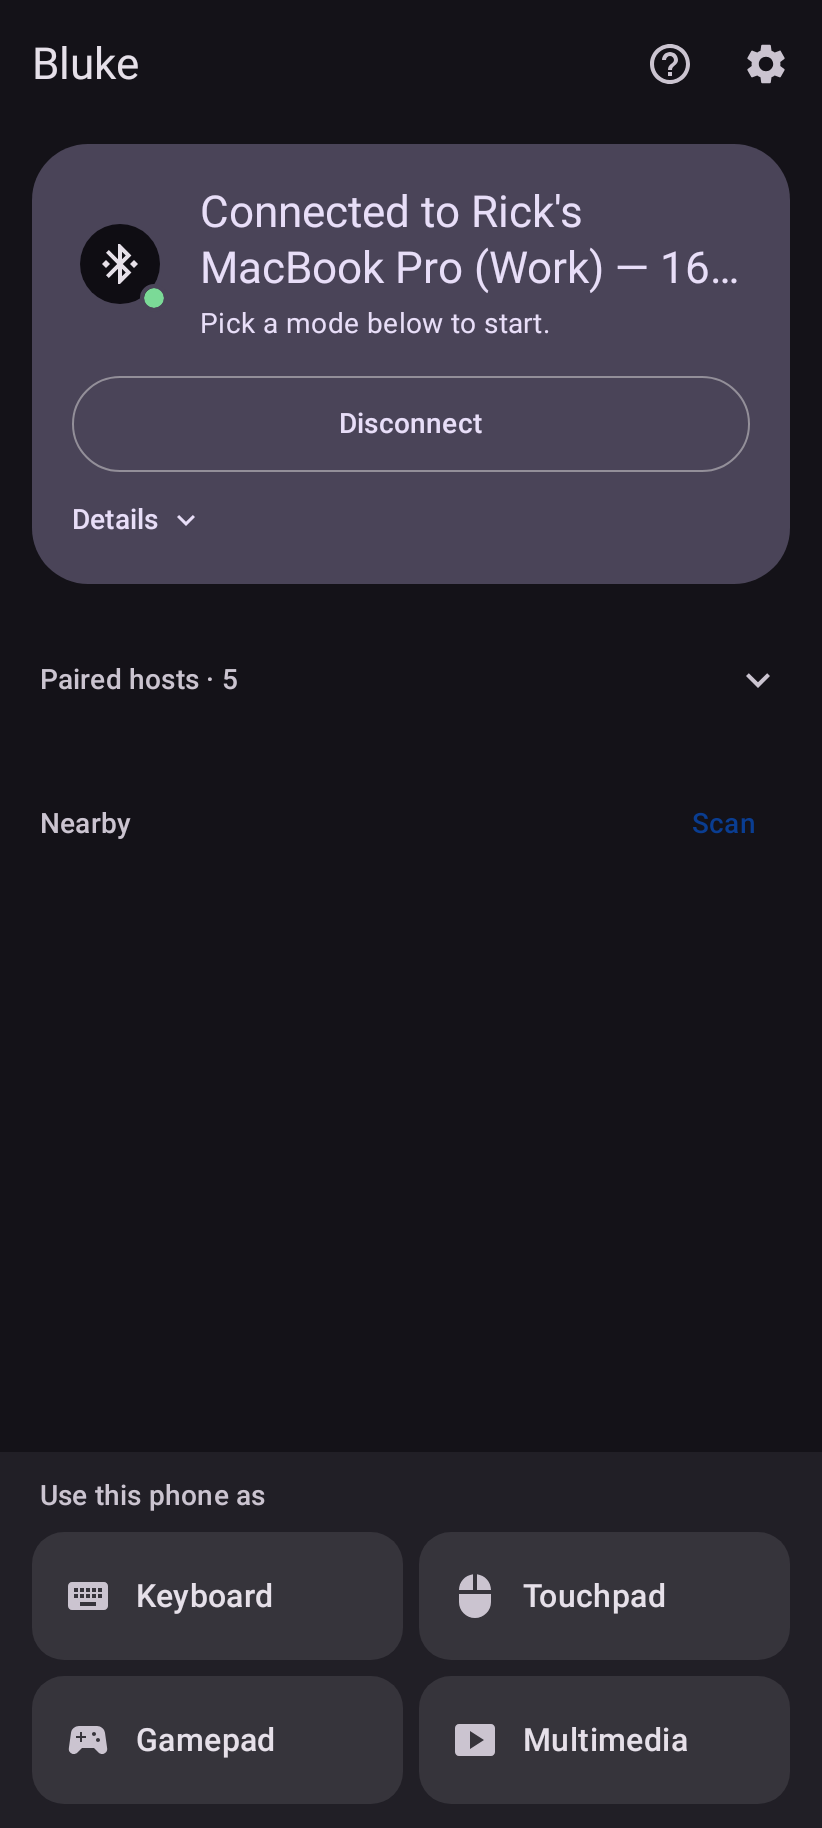 Bluke
Connected to Rick's
MacBook Pro (Work) — 16…
Pick a mode below to start.
Disconnect
Details
Paired hosts · 5
Nearby
Scan
Use this phone as
Keyboard
Touchpad
Gamepad
Multimedia